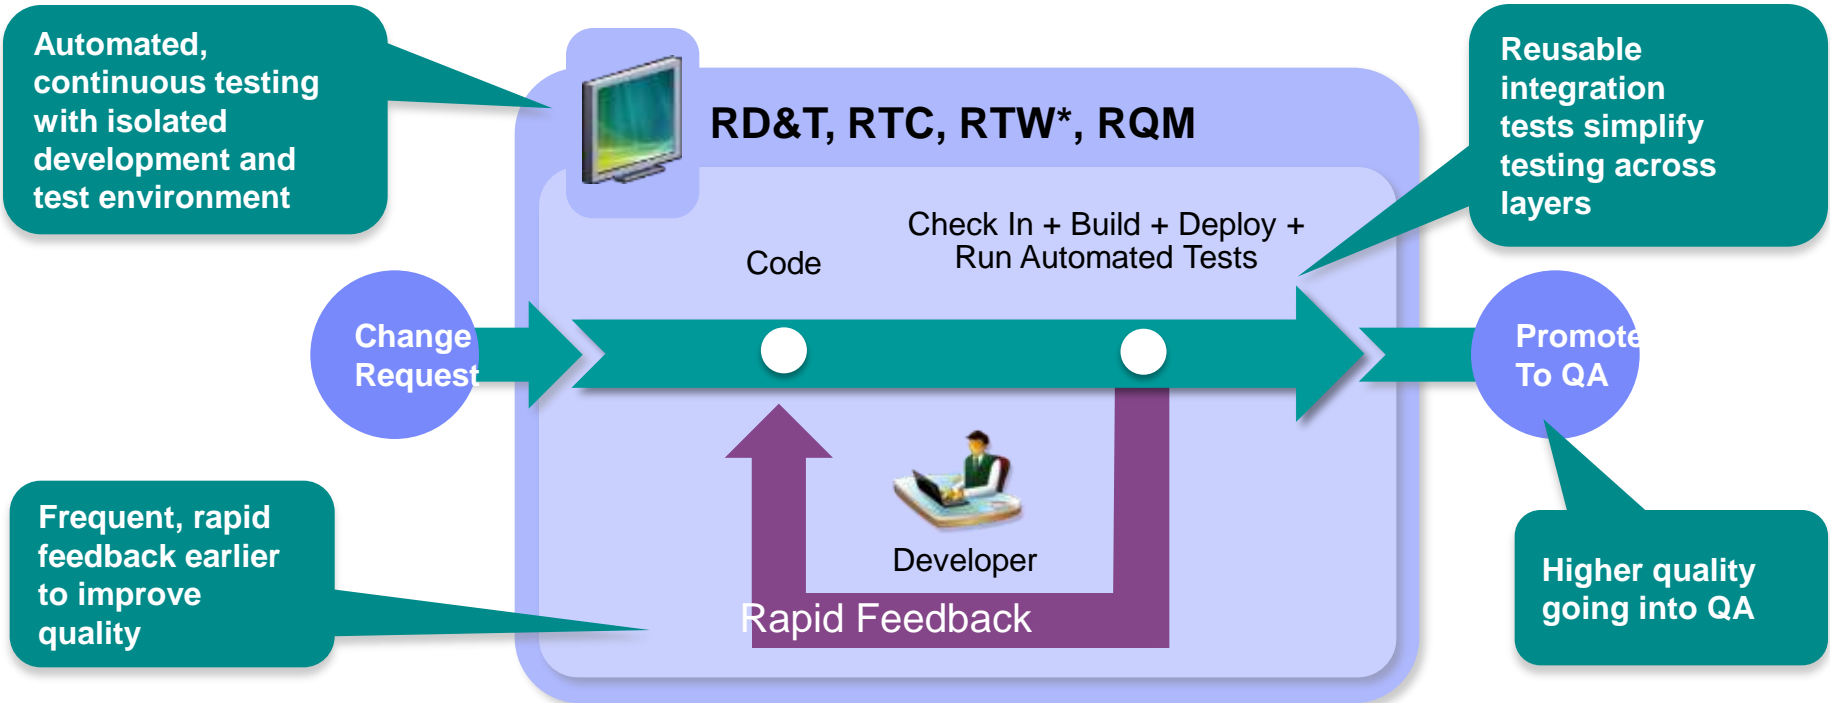 Automated,
continuous testing
with isolated
development and
test environment
RD&T, RTC, RTW*, RQM
Reusable
integration
tests simplify
testing across
layers
Code
Check In + Build + Deploy +
Run Automated Tests
Change
Request
Promote
To QA
Developer
Rapid Feedback
Frequent, rapid
feedback earlier
to improve
quality
Higher quality
going into QA